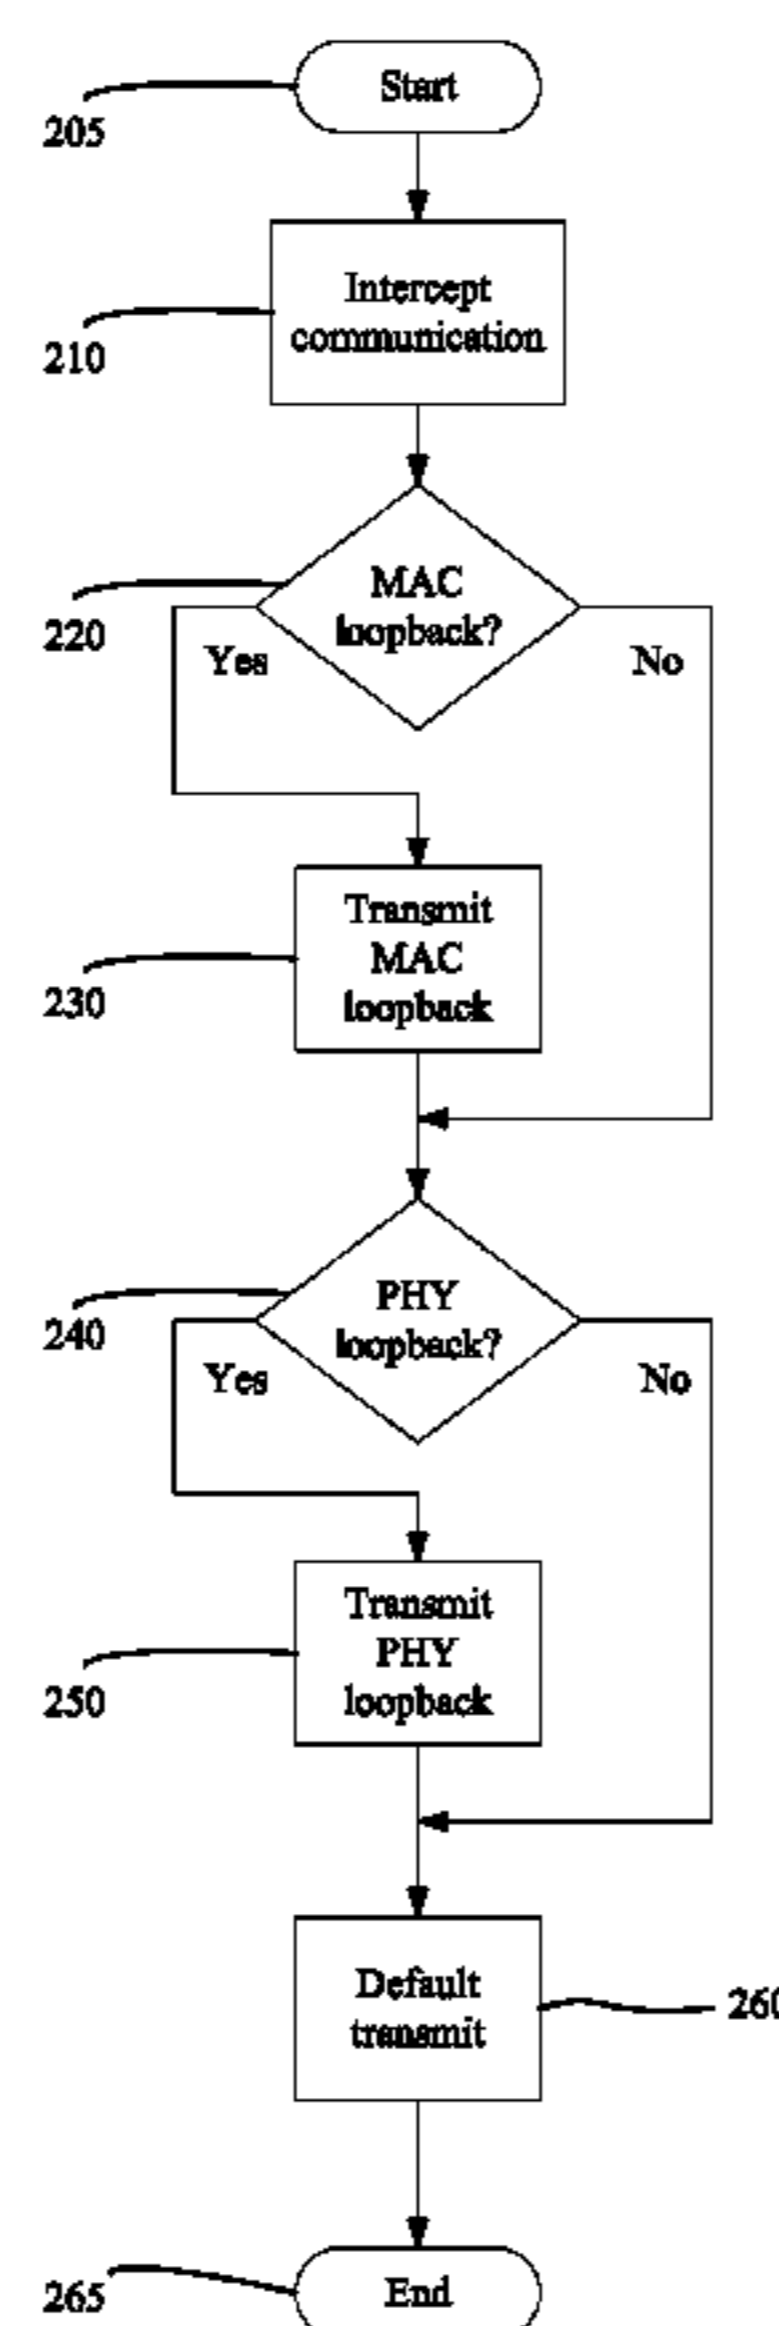 Start
205
Intercept
communication
210
MAC
loopback?
220
Yes
No
Transmit
MAC
loopback
230
PHY
loopback?
240
Yes
No
Transmit
PHY
loopback
250
Default
transmit
260
End
265